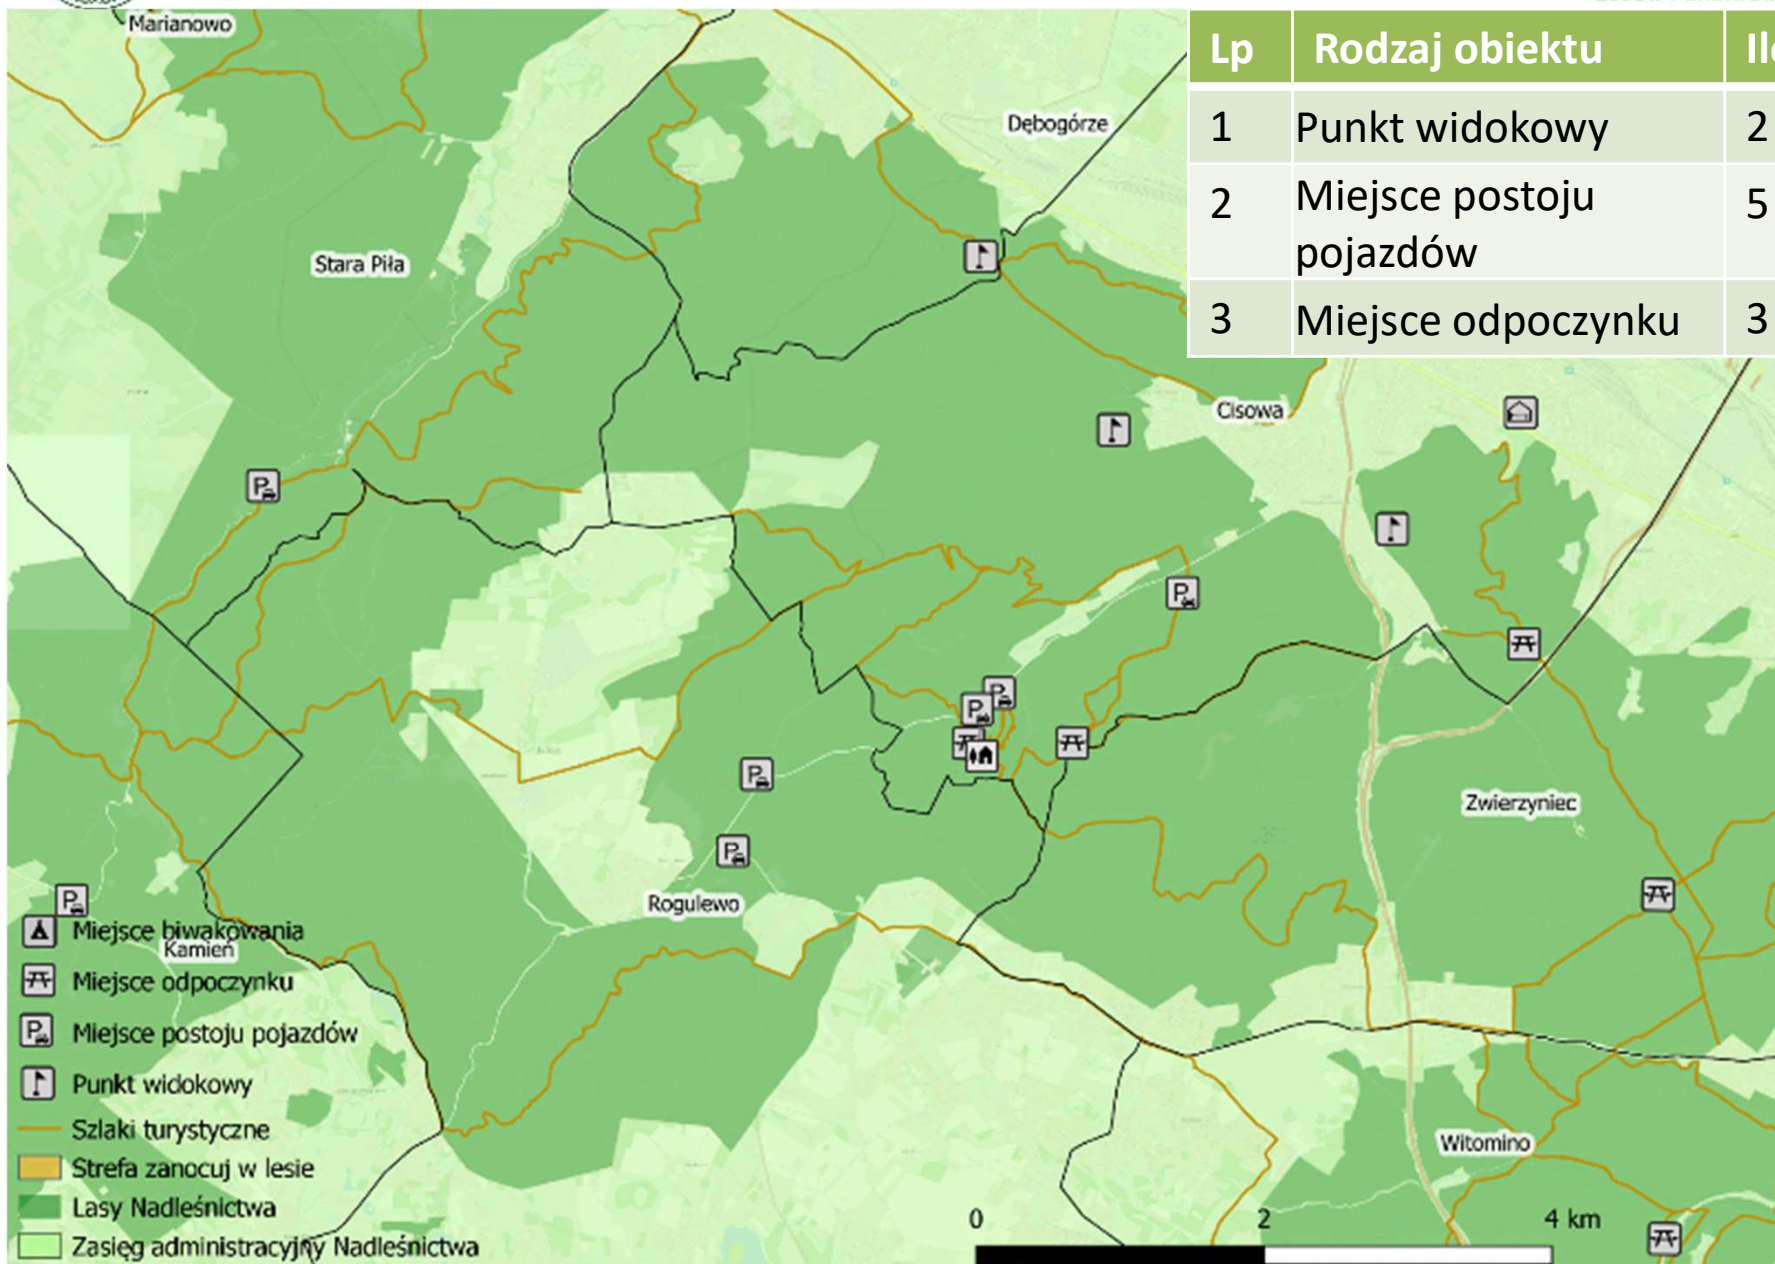 Marianowo
Lp Rodzaj obiektu
1 Punkt widokowy 2
2 Miejsce postoju pojazdów 5
3 Miejsce odpoczynku 3
Dębogórze
Stara Piła
Cisowa
Zwierzyniec
Rogulewo
Kamień
Witomino
Miejsce biwakowania
Miejsce odpoczynku
Miejsce postoju pojazdów
Punkt widokowy
Szlaki turystyczne
Strefa zanocuj w lesie
Lasy Nadleśnictwa
Zasięg administracyjny Nadleśnictwa
0 2 4 km